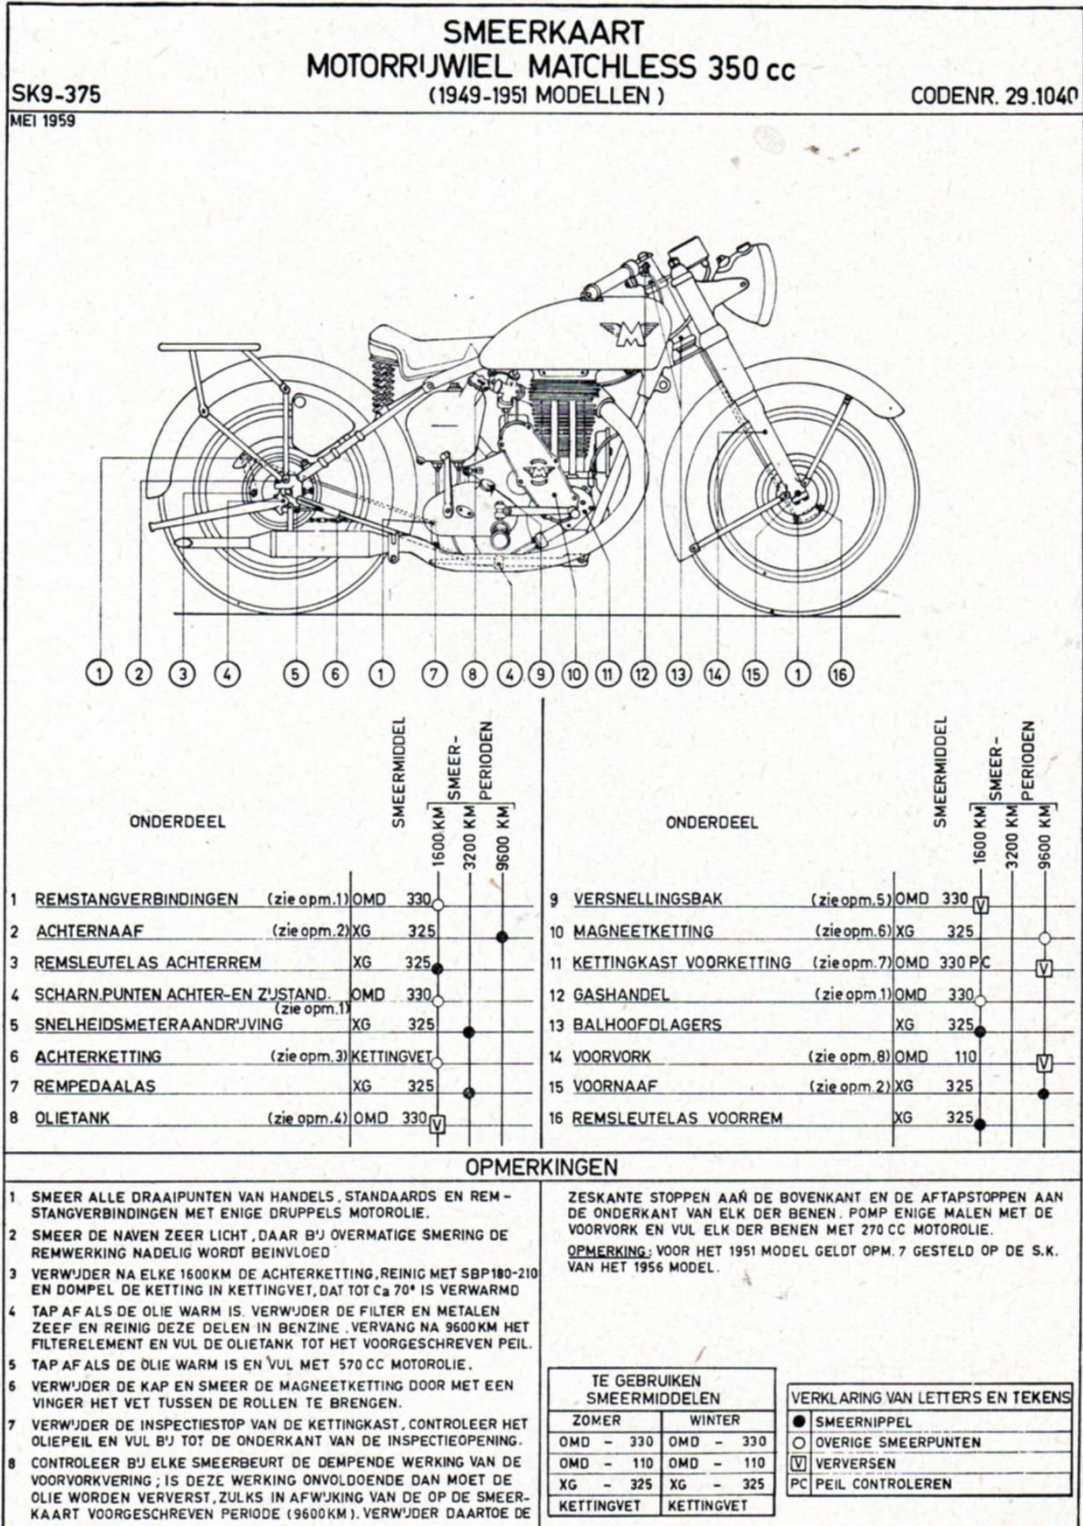 SMEERKAART
MOTORRIJWIEL MATCHLESS 350 cc
(1949-1951 MODELLEN)
SK9-375
CODENR. 29.1040
MEI 1959
M
M
1 2 3 4 5 6 1 7 8 4 9 10 11 12 13 14 15 1 16
ONDERDEEL SMEERMIDDEL SMEER-PERIODEN 1600 KM 3200 KM 9600 KM
1 REMSTANGVERBINDINGEN (zie opm.1) OMD 330
2 ACHTERNAAF (zie opm.2) XG 325
3 REMSLEUTELAS ACHTERREM XG 325
4 SCHARN.PUNTEN ACHTER-EN ZIJSTAND. OMD 330
(zie opm.1)
5 SNELHEIDSMETERAANDRIJVING XG 325
6 ACHTERKETTING (zie opm.3) KETTINGVET
7 REMPEDAALAS XG 325
8 OLIETANK (zie opm.4) OMD 330 V
ONDERDEEL SMEERMIDDEL SMEER-PERIODEN 1600 KM 3200 KM 9600 KM
9 VERSNELLINGSBAK (zie opm.5) OMD 330 V
10 MAGNEETKETTING (zie opm.6) XG 325
11 KETTINGKAST VOORKETTING (zie opm.7) OMD 330 PC V
12 GASHANDEL (zie opm.1) OMD 330
13 BALHOOFDLAGERS XG 325
14 VOORVORK (zie opm.8) OMD 110 V
15 VOORNAAF (zie opm.2) XG 325
16 REMSLEUTELAS VOORREM XG 325
OPMERKINGEN
1 SMEER ALLE DRAAIPUNTEN VAN HANDELS, STANDAARDS EN REM-
STANGVERBINDINGEN MET ENIGE DRUPPELS MOTOROLIE.
2 SMEER DE NAVEN ZEER LICHT, DAAR BIJ OVERMATIGE SMERING DE
REMWERKING NADELIG WORDT BEINVLOED
3 VERWIJDER NA ELKE 1600KM DE ACHTERKETTING, REINIG MET SBP180-210
EN DOMPEL DE KETTING IN KETTINGVET, DAT TOT Ca 70° IS VERWARMD
4 TAP AF ALS DE OLIE WARM IS. VERWIJDER DE FILTER EN METALEN
ZEEF EN REINIG DEZE DELEN IN BENZINE. VERVANG NA 9600KM HET
FILTERELEMENT EN VUL DE OLIETANK TOT HET VOORGESCHREVEN PEIL.
5 TAP AF ALS DE OLIE WARM IS EN VUL MET 570 CC MOTOROLIE.
6 VERWIJDER DE KAP EN SMEER DE MAGNEETKETTING DOOR MET EEN
VINGER HET VET TUSSEN DE ROLLEN TE BRENGEN.
7 VERWIJDER DE INSPECTIESTOP VAN DE KETTINGKAST, CONTROLEER HET
OLIEPEIL EN VUL BIJ TOT DE ONDERKANT VAN DE INSPECTIEOPENING.
8 CONTROLEER BIJ ELKE SMEERBEURT DE DEMPENDE WERKING VAN DE
VOORVORKVERING; IS DEZE WERKING ONVOLDOENDE DAN MOET DE
OLIE WORDEN VERVERST, ZULKS IN AFWIJKING VAN DE OP DE SMEER-
KAART VOORGESCHREVEN PERIODE (9600KM). VERWIJDER DAARTOE DE
ZESKANTE STOPPEN AAN DE BOVENKANT EN DE AFTAPSTOPPEN AAN
DE ONDERKANT VAN ELK DER BENEN. POMP ENIGE MALEN MET DE
VOORVORK EN VUL ELK DER BENEN MET 270 CC MOTOROLIE.
OPMERKING: VOOR HET 1951 MODEL GELDT OPM. 7 GESTELD OP DE S.K.
VAN HET 1956 MODEL.
TE GEBRUIKEN
SMEERMIDDELEN
ZOMER WINTER
OMD - 330 OMD - 330
OMD - 110 OMD - 110
XG - 325 XG - 325
KETTINGVET KETTINGVET
VERKLARING VAN LETTERS EN TEKENS
SMEERNIPPEL
OVERIGE SMEERPUNTEN
V VERVERSEN
PC PEIL CONTROLEREN